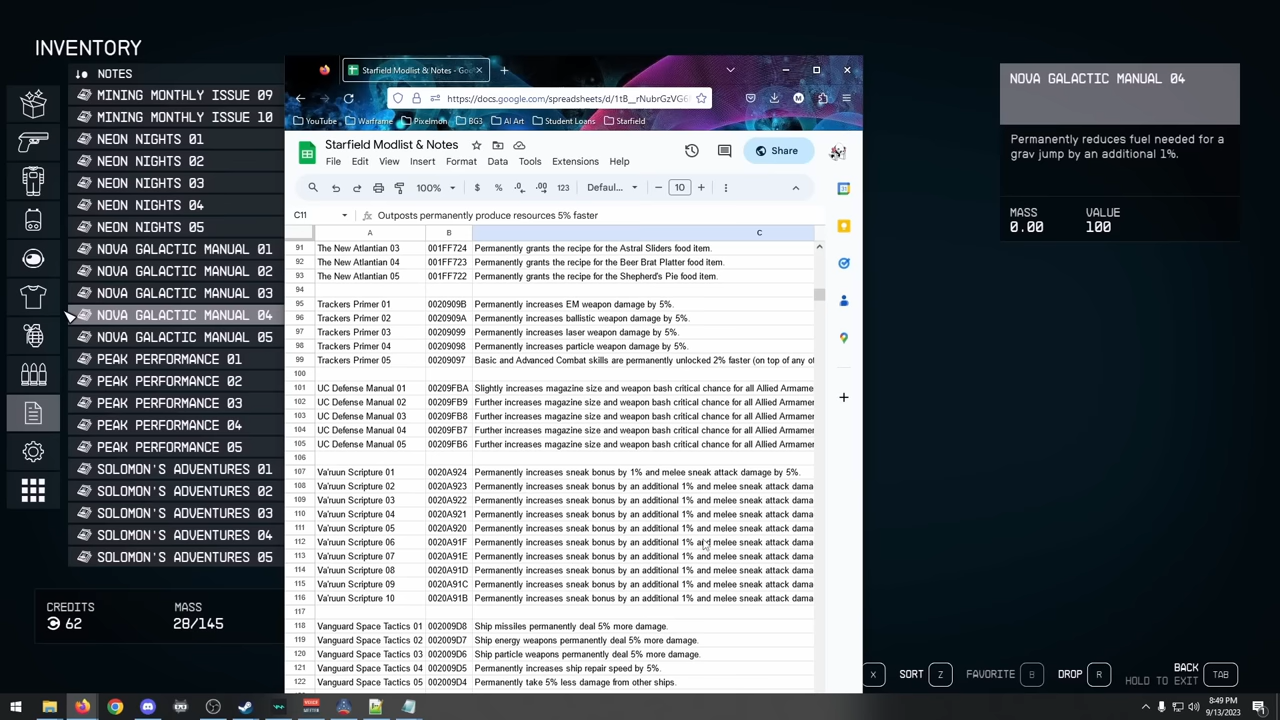 INVENTORY
NOTES
MINING MONTHLY ISSUE 09
MINING MONTHLY ISSUE 10
NEON NIGHTS 01
NEON NIGHTS 02
NEON NIGHTS 03
NEON NIGHTS 04
NEON NIGHTS 05
NOVA GALACTIC MANUAL 01
NOVA GALACTIC MANUAL 02
NOVA GALACTIC MANUAL 03
NOVA GALACTIC MANUAL 04
NOVA GALACTIC MANUAL 05
PEAK PERFORMANCE 01
PEAK PERFORMANCE 02
PEAK PERFORMANCE 03
PEAK PERFORMANCE 04
PEAK PERFORMANCE 05
SOLOMON'S ADVENTURES 01
SOLOMON'S ADVENTURES 02
SOLOMON'S ADVENTURES 03
SOLOMON'S ADVENTURES 04
SOLOMON'S ADVENTURES 05
CREDITS MASS
62 28/145
Starfield Modlist & Notes - Goo
https://docs.google.com/spreadsheets/d/1tB__rNubrGzVG6
YouTube Warframe Pixelmon BG3 AI Art Student Loans Starfield
Starfield Modlist & Notes
Share
File Edit View Insert Format Data Tools Extensions Help
100% $ % .0 .00 123 Defaul... 10
C11 fx Outposts permanently produce resources 5% faster
A B C
91 The New Atlantian 03 001FF724 Permanently grants the recipe for the Astral Sliders food item.
92 The New Atlantian 04 001FF723 Permanently grants the recipe for the Beer Brat Platter food item.
93 The New Atlantian 05 001FF722 Permanently grants the recipe for the Shepherd's Pie food item.
94
95 Trackers Primer 01 0020909B Permanently increases EM weapon damage by 5%.
96 Trackers Primer 02 0020909A Permanently increases ballistic weapon damage by 5%.
97 Trackers Primer 03 00209099 Permanently increases laser weapon damage by 5%.
98 Trackers Primer 04 00209098 Permanently increases particle weapon damage by 5%.
99 Trackers Primer 05 00209097 Basic and Advanced Combat skills are permanently unlocked 2% faster (on top of any ot
100
101 UC Defense Manual 01 00209FBA Slightly increases magazine size and weapon bash critical chance for all Allied Armame
102 UC Defense Manual 02 00209FB9 Further increases magazine size and weapon bash critical chance for all Allied Armamer
103 UC Defense Manual 03 00209FB8 Further increases magazine size and weapon bash critical chance for all Allied Armamer
104 UC Defense Manual 04 00209FB7 Further increases magazine size and weapon bash critical chance for all Allied Armamer
105 UC Defense Manual 05 00209FB6 Further increases magazine size and weapon bash critical chance for all Allied Armamer
106
107 Va'ruun Scripture 01 0020A924 Permanently increases sneak bonus by 1% and melee sneak attack damage by 5%.
108 Va'ruun Scripture 02 0020A923 Permanently increases sneak bonus by an additional 1% and melee sneak attack dama
109 Va'ruun Scripture 03 0020A922 Permanently increases sneak bonus by an additional 1% and melee sneak attack dama
110 Va'ruun Scripture 04 0020A921 Permanently increases sneak bonus by an additional 1% and melee sneak attack dama
111 Va'ruun Scripture 05 0020A920 Permanently increases sneak bonus by an additional 1% and melee sneak attack dama
112 Va'ruun Scripture 06 0020A91F Permanently increases sneak bonus by an additional 1% and melee sneak attack dama
113 Va'ruun Scripture 07 0020A91E Permanently increases sneak bonus by an additional 1% and melee sneak attack dama
114 Va'ruun Scripture 08 0020A91D Permanently increases sneak bonus by an additional 1% and melee sneak attack dama
115 Va'ruun Scripture 09 0020A91C Permanently increases sneak bonus by an additional 1% and melee sneak attack dama
116 Va'ruun Scripture 10 0020A91B Permanently increases sneak bonus by an additional 1% and melee sneak attack dama
117
118 Vanguard Space Tactics 01 002009D8 Ship missiles permanently deal 5% more damage.
119 Vanguard Space Tactics 02 002009D7 Ship energy weapons permanently deal 5% more damage.
120 Vanguard Space Tactics 03 002009D6 Ship particle weapons permanently deal 5% more damage.
121 Vanguard Space Tactics 04 002009D5 Permanently increases ship repair speed by 5%.
122 Vanguard Space Tactics 05 002009D4 Permanently take 5% less damage from other ships.
NOVA GALACTIC MANUAL 04
Permanently reduces fuel needed for a
grav jump by an additional 1%.
MASS VALUE
0.00 100
X SORT Z FAVORITE B DROP R BACK TAB
HOLD TO EXIT
8:49 PM
9/13/2023